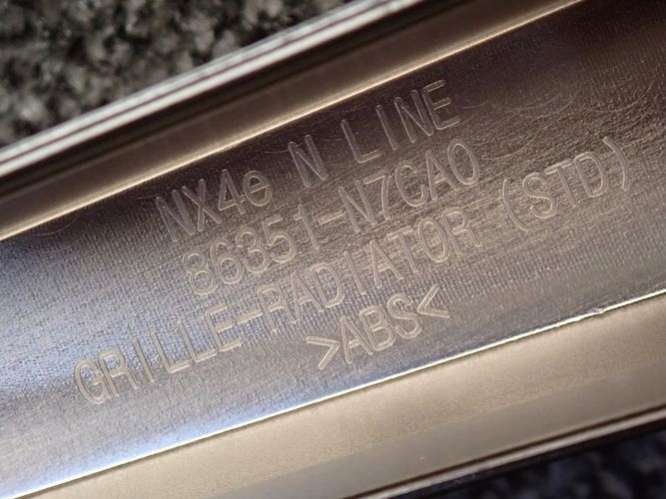 NX4e N LINE
86351-N7CA0
GRILLE-RADIATOR (STD)
>ABS<